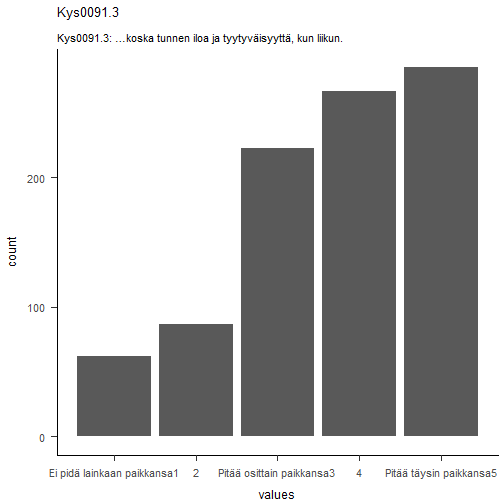 Kys0091.3
Kys0091.3: …koska tunnen iloa ja tyytyväisyyttä, kun liikun.
200
100
0
count
Ei pidä lainkaan paikkansa1 2 Pitää osittain paikkansa3 4 Pitää täysin paikkansa5
values